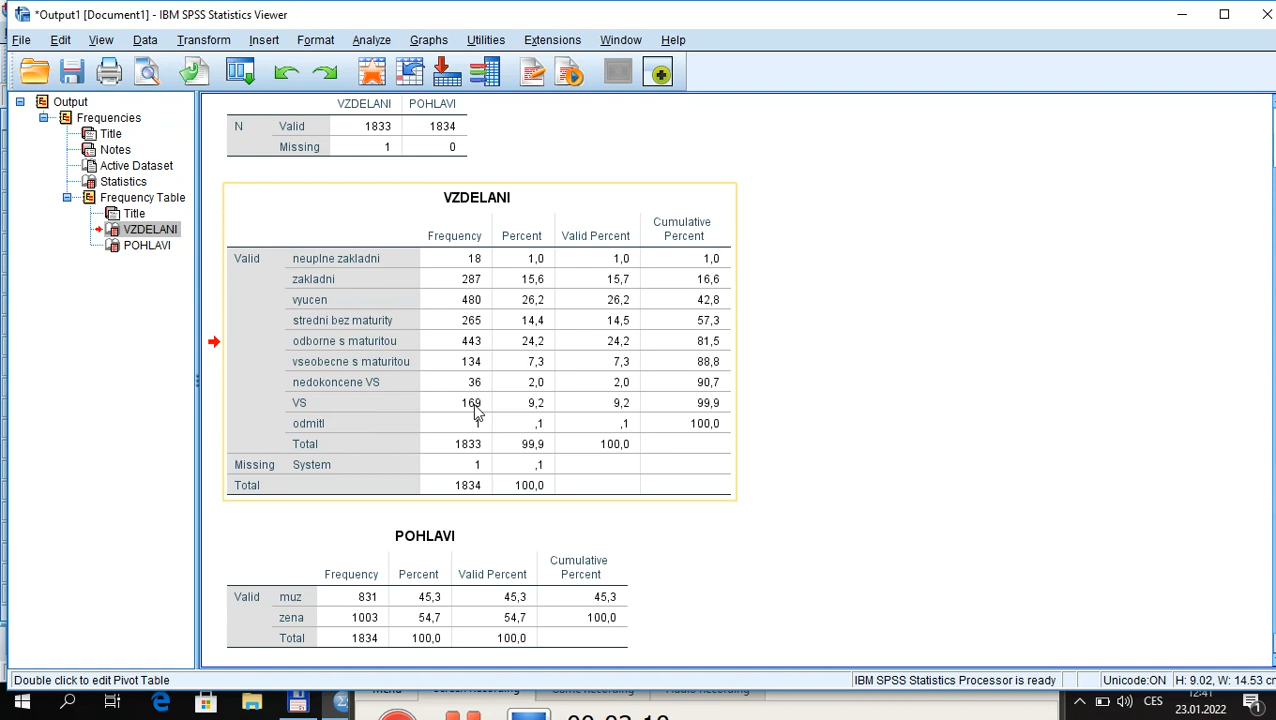 *Output1 [Document1] - IBM SPSS Statistics Viewer
File Edit View Data Transform Insert Format Analyze Graphs Utilities Extensions Window Help
Output
Frequencies
Title
Notes
Active Dataset
Statistics
Frequency Table
Title
VZDELANI
POHLAVI
VZDELANI POHLAVI
N Valid 1833 1834
Missing 1 0
VZDELANI
Frequency Percent Valid Percent Cumulative Percent
Valid neuplne zakladni 18 1,0 1,0 1,0
zakladni 287 15,6 15,7 16,6
vyucen 480 26,2 26,2 42,8
stredni bez maturity 265 14,4 14,5 57,3
odborne s maturitou 443 24,2 24,2 81,5
vseobecne s maturitou 134 7,3 7,3 88,8
nedokoncene VS 36 2,0 2,0 90,7
VS 169 9,2 9,2 99,9
odmitl 1 ,1 ,1 100,0
Total 1833 99,9 100,0
Missing System 1 ,1
Total 1834 100,0
POHLAVI
Frequency Percent Valid Percent Cumulative Percent
Valid muz 831 45,3 45,3 45,3
zena 1003 54,7 54,7 100,0
Total 1834 100,0 100,0
Double click to edit Pivot Table IBM SPSS Statistics Processor is ready Unicode:ON H: 9.02, W: 14.53 cm
CES
12:41
23.01.2022